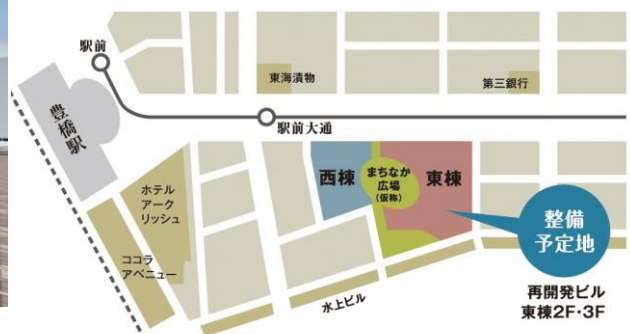 駅前
東海漬物
第三銀行
豊橋駅
駅前大通
ホテル
アーク
リッシュ
西棟
まちなか
広場
(仮称)
東棟
整備
予定地
ココラ
アベニュー
水上ビル
再開発ビル
東棟2F・3F